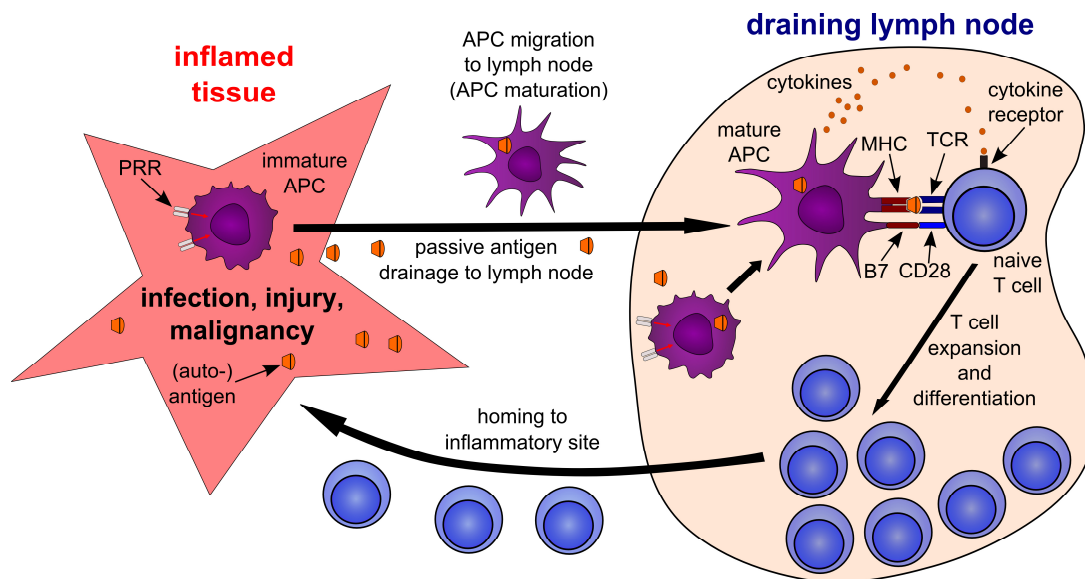 inflamed
tissue
PRR
immature
APC
infection, injury,
malignancy
(auto-)
antigen
APC migration
to lymph node
(APC maturation)
passive antigen
drainage to lymph node
homing to
inflammatory site
draining lymph node
cytokines
cytokine
receptor
mature
APC
MHC
TCR
B7
CD28
naive
T cell
T cell
expansion
and
differentiation